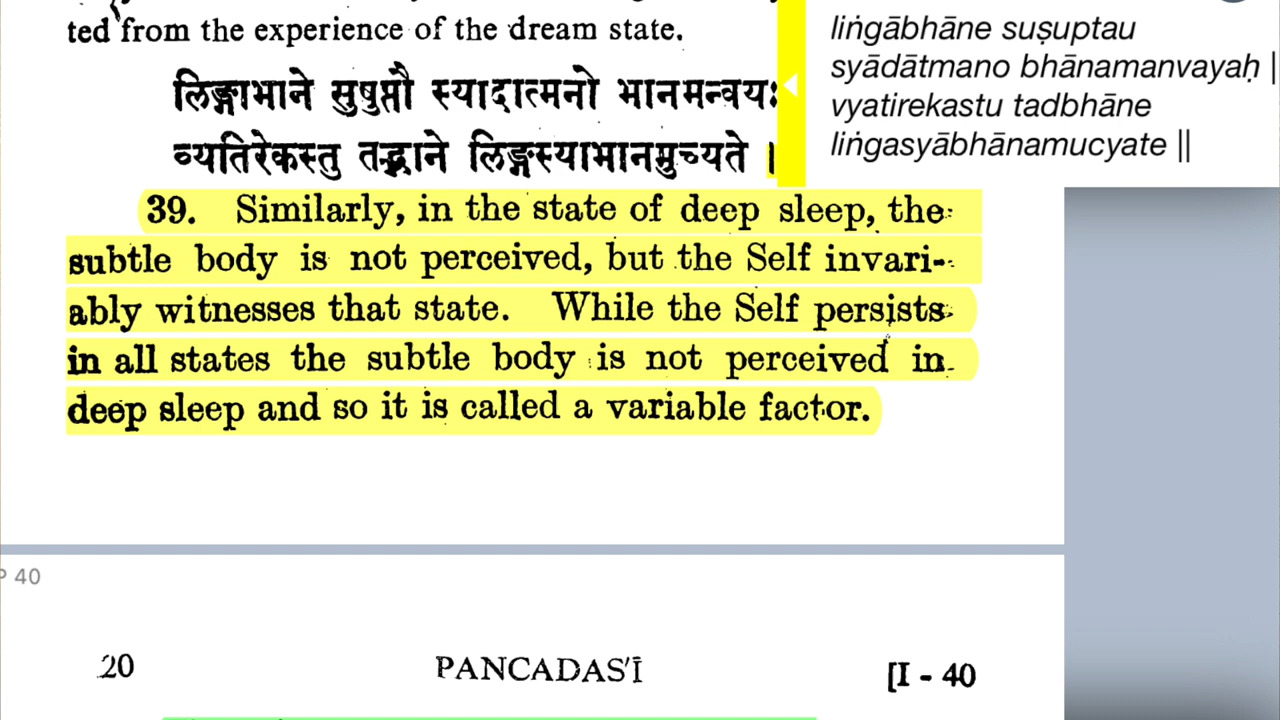 ted from the experience of the dream state.
लिङ्गाभाने सुषुप्तौ स्यादात्मनो भानमन्वयः
व्यतिरेकस्तु तद्भाने लिङ्गस्याभानमुच्यते ।
39. Similarly, in the state of deep sleep, the
subtle body is not perceived, but the Self invari-
ably witnesses that state. While the Self persists
in all states the subtle body is not perceived in
deep sleep and so it is called a variable factor.
liṅgābhāne suṣuptau
syādātmano bhānamanvayaḥ |
vyatirekastu tadbhāne
liṅgasyābhānamucyate ||
P 40
20 PANCADAS'Ī [I - 40